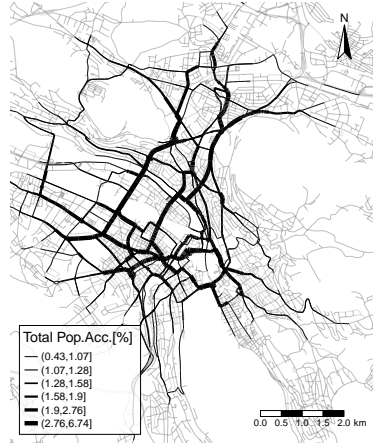 N
Total Pop.Acc.[%]
(0.43,1.07]
(1.07,1.28]
(1.28,1.58]
(1.58,1.9]
(1.9,2.76]
(2.76,6.74]
0.0 0.5 1.0 1.5 2.0 km